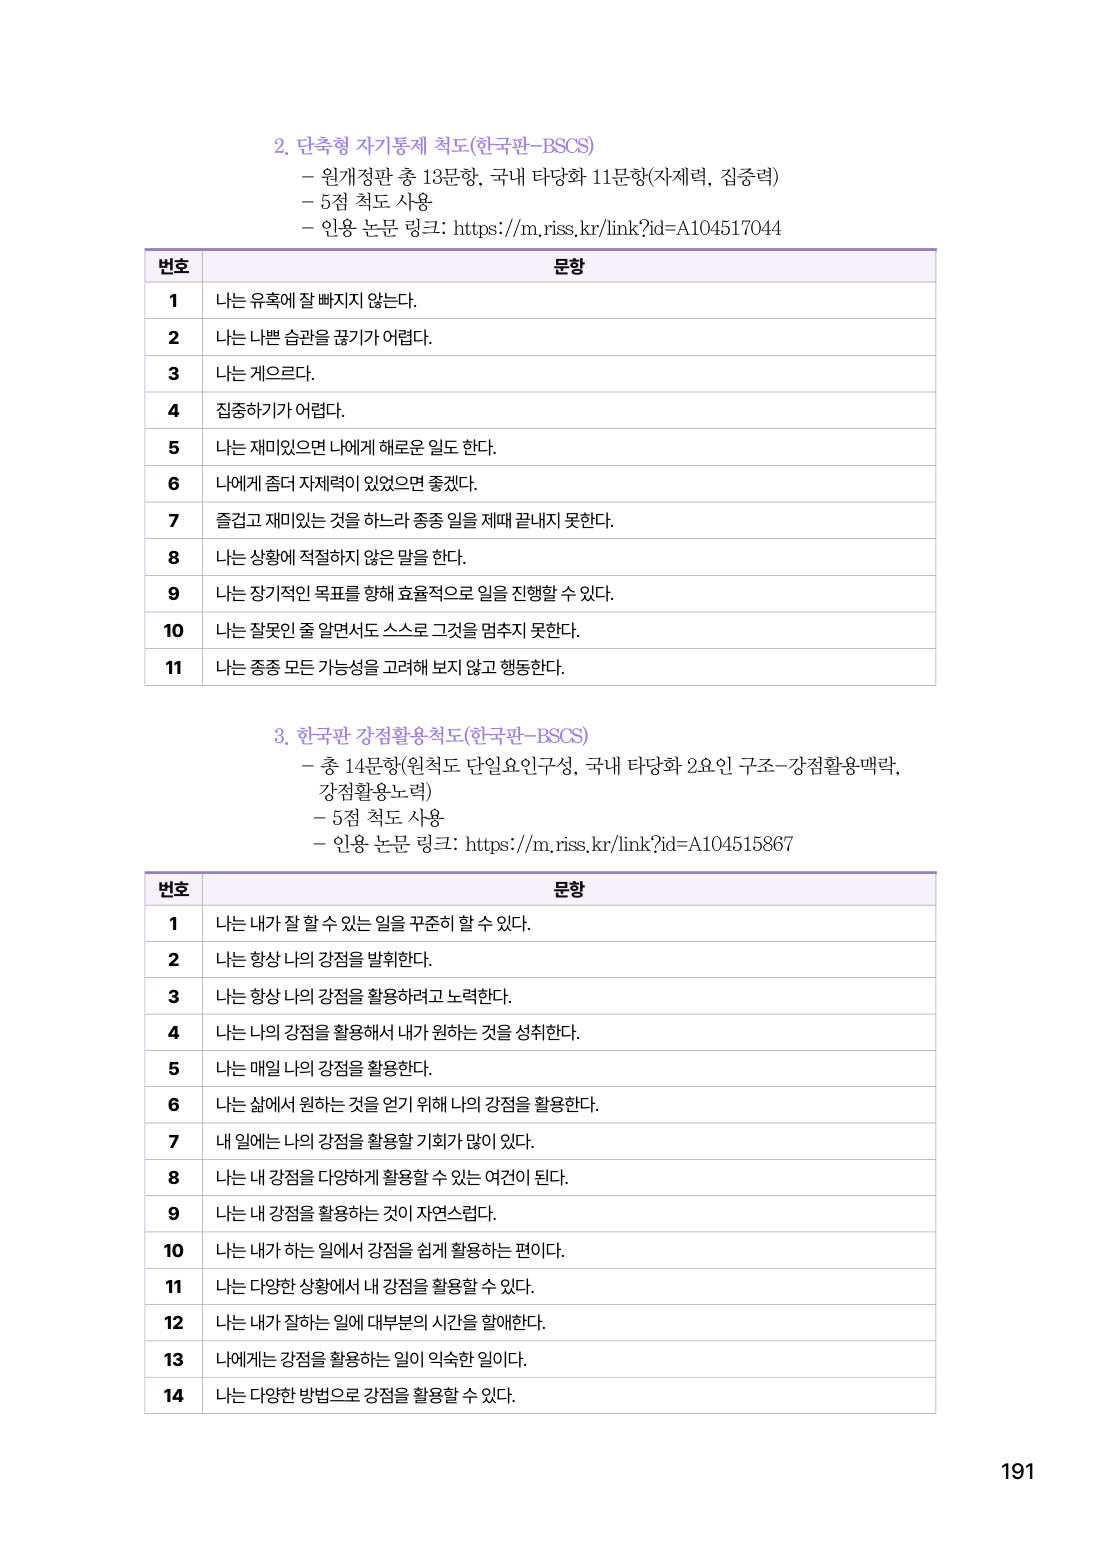 2. 단축형 자기통제 척도(한국판-BSCS)
- 원개정판 총 13문항, 국내 타당화 11문항(자제력, 집중력)
- 5점 척도 사용
- 인용 논문 링크: https://m.riss.kr/link?id=A104517044
번호 문항
1 나는 유혹에 잘 빠지지 않는다.
2 나는 나쁜 습관을 끊기가 어렵다.
3 나는 게으르다.
4 집중하기가 어렵다.
5 나는 재미있으면 나에게 해로운 일도 한다.
6 나에게 좀더 자제력이 있었으면 좋겠다.
7 즐겁고 재미있는 것을 하느라 종종 일을 제때 끝내지 못한다.
8 나는 상황에 적절하지 않은 말을 한다.
9 나는 장기적인 목표를 향해 효율적으로 일을 진행할 수 있다.
10 나는 잘못인 줄 알면서도 스스로 그것을 멈추지 못한다.
11 나는 종종 모든 가능성을 고려해 보지 않고 행동한다.
3. 한국판 강점활용척도(한국판-BSCS)
- 총 14문항(원척도 단일요인구성, 국내 타당화 2요인 구조-강점활용맥락,
강점활용노력)
- 5점 척도 사용
- 인용 논문 링크: https://m.riss.kr/link?id=A104515867
번호 문항
1 나는 내가 잘 할 수 있는 일을 꾸준히 할 수 있다.
2 나는 항상 나의 강점을 발휘한다.
3 나는 항상 나의 강점을 활용하려고 노력한다.
4 나는 나의 강점을 활용해서 내가 원하는 것을 성취한다.
5 나는 매일 나의 강점을 활용한다.
6 나는 삶에서 원하는 것을 얻기 위해 나의 강점을 활용한다.
7 내 일에는 나의 강점을 활용할 기회가 많이 있다.
8 나는 내 강점을 다양하게 활용할 수 있는 여건이 된다.
9 나는 내 강점을 활용하는 것이 자연스럽다.
10 나는 내가 하는 일에서 강점을 쉽게 활용하는 편이다.
11 나는 다양한 상황에서 내 강점을 활용할 수 있다.
12 나는 내가 잘하는 일에 대부분의 시간을 할애한다.
13 나에게는 강점을 활용하는 일이 익숙한 일이다.
14 나는 다양한 방법으로 강점을 활용할 수 있다.
191